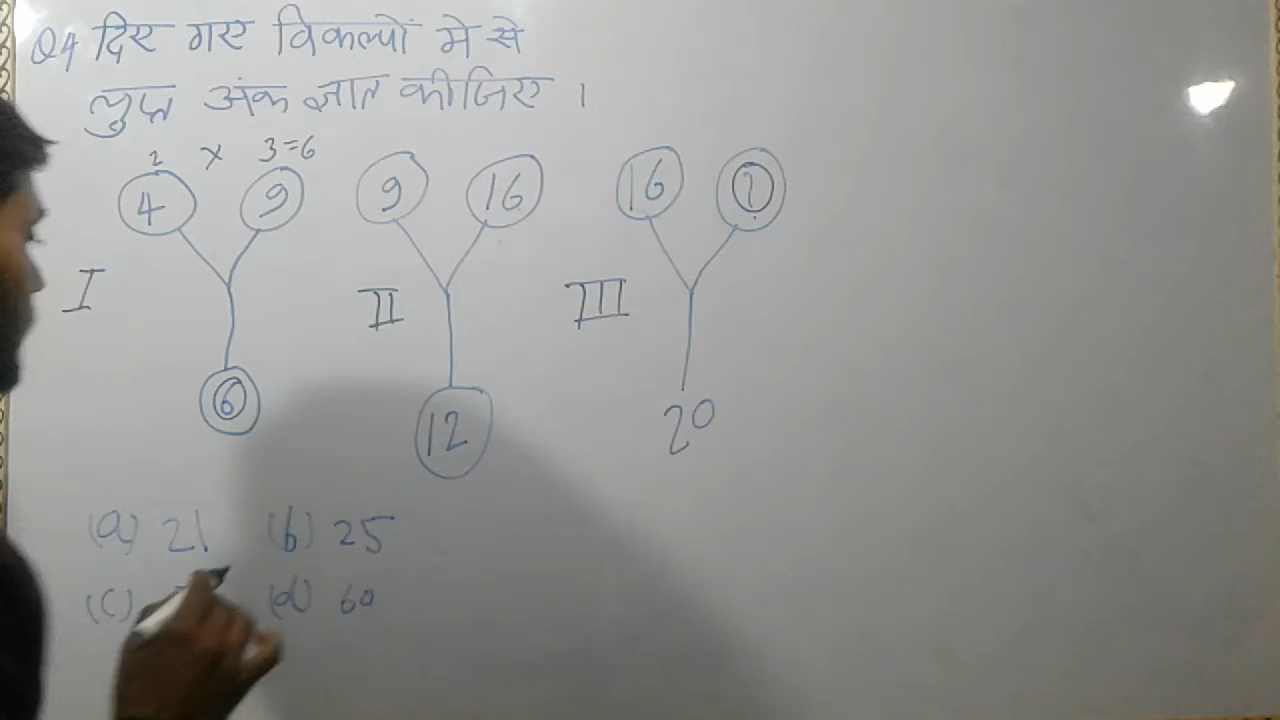 Q4 दिए गए विकल्पों मे से
लुप्त अंक ज्ञात कीजिए ।
2 x 3=6
4 9 9 16 16 ?
I II III
6 12 20
(a) 21 (b) 25
(c) (d) 60